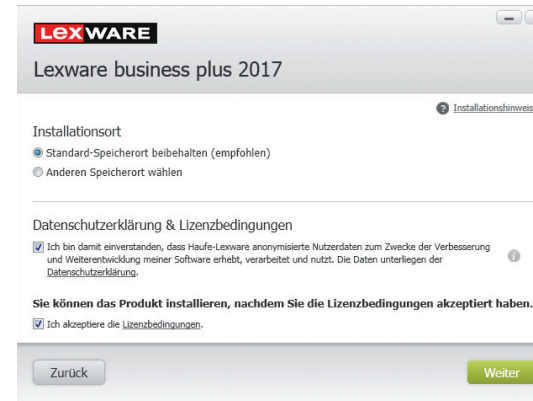 LEXWARE
Lexware business plus 2017
Installationshinweis
Installationsort
Standard-Speicherort beibehalten (empfohlen)
Anderen Speicherort wählen
Datenschutzerklärung & Lizenzbedingungen
Ich bin damit einverstanden, dass Haufe-Lexware anonymisierte Nutzerdaten zum Zwecke der Verbesserung
und Weiterentwicklung meiner Software erhebt, verarbeitet und nutzt. Die Daten unterliegen der
Datenschutzerklärung.
Sie können das Produkt installieren, nachdem Sie die Lizenzbedingungen akzeptiert haben.
Ich akzeptiere die Lizenzbedingungen.
Zurück
Weiter